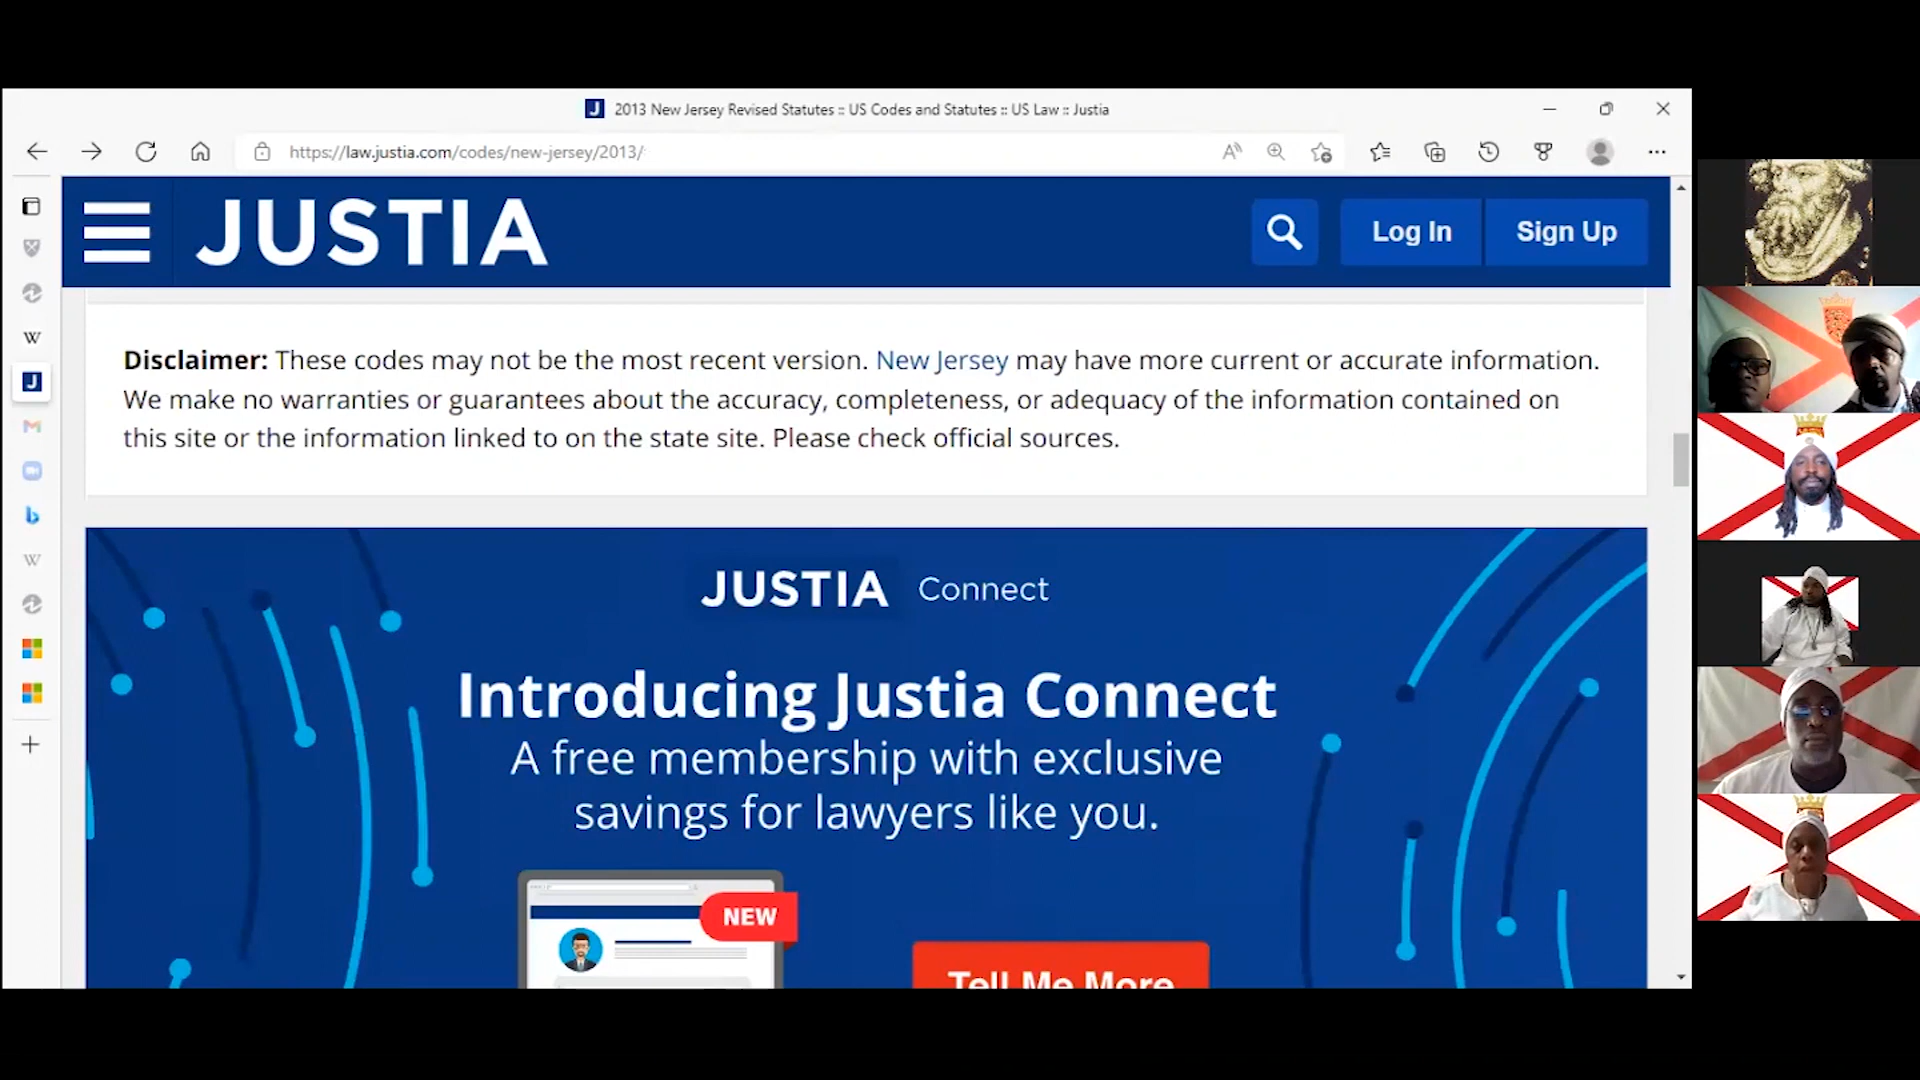 2013 New Jersey Revised Statutes :: US Codes and Statutes :: US Law :: Justia
https://law.justia.com/codes/new-jersey/2013/
JUSTIA
Log In
Sign Up
Disclaimer: These codes may not be the most recent version. New Jersey may have more current or accurate information.
We make no warranties or guarantees about the accuracy, completeness, or adequacy of the information contained on
this site or the information linked to on the state site. Please check official sources.
JUSTIA Connect
Introducing Justia Connect
A free membership with exclusive
savings for lawyers like you.
NEW
Tell Me More